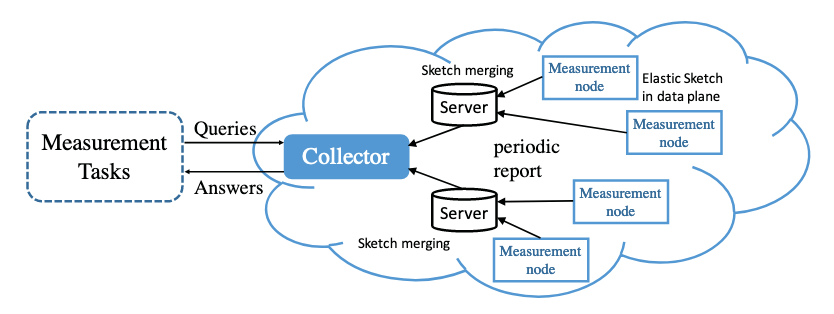 Measurement
Tasks
Queries
Answers
Collector
Sketch merging
Server
Measurement
node
Elastic Sketch
in data plane
Measurement
node
periodic
report
Server
Sketch merging
Measurement
node
Measurement
node